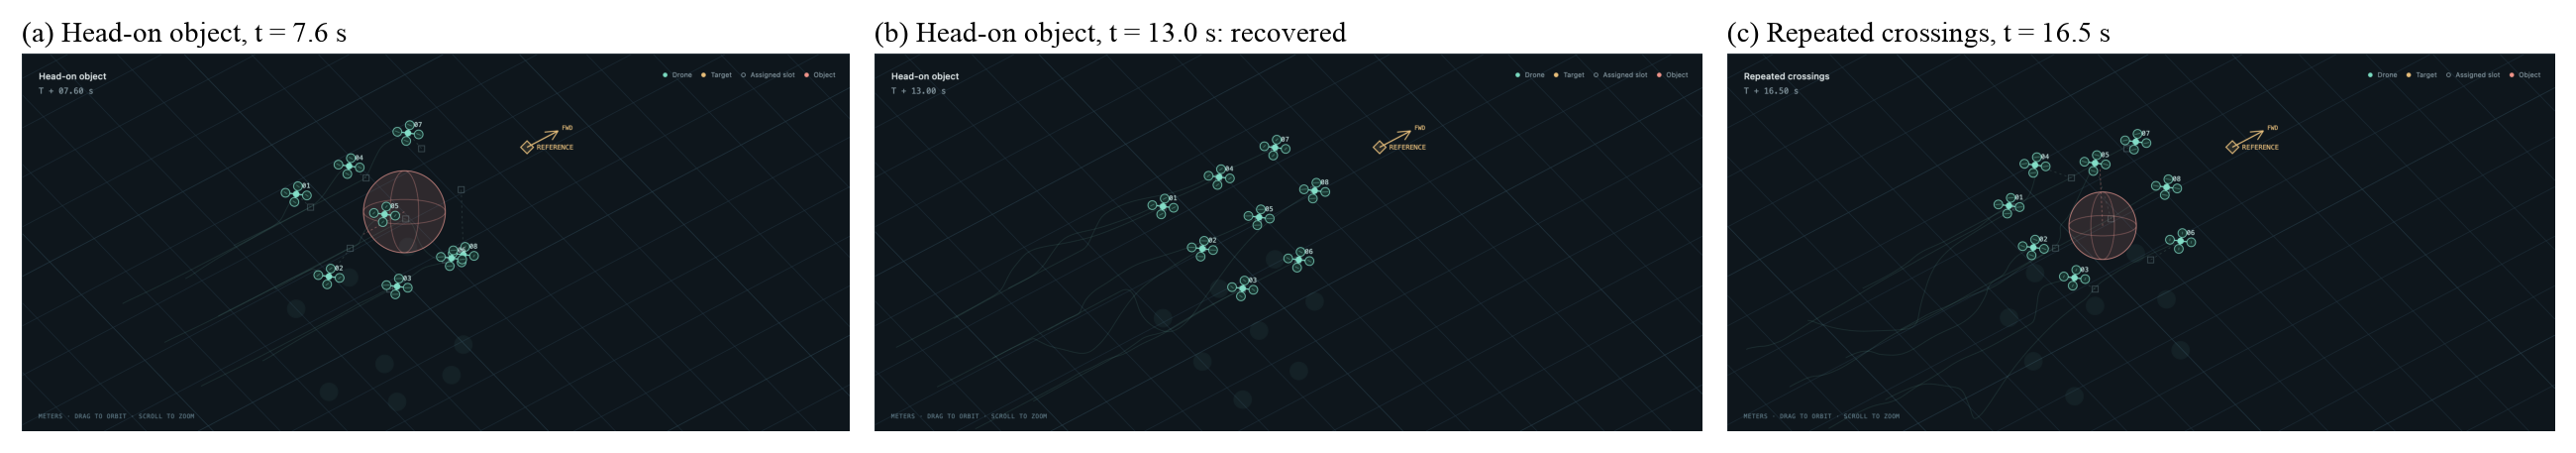 (a) Head-on object, t = 7.6 s
Head-on object
T + 07.60 s
Drone Target Assigned slot Object
07
04
01
05
08
02
03
FWD
REFERENCE
METERS · DRAG TO ORBIT · SCROLL TO ZOOM
(b) Head-on object, t = 13.0 s: recovered
Head-on object
T + 13.00 s
Drone Target Assigned slot Object
07
04
08
01
05
02
06
03
FWD
REFERENCE
METERS · DRAG TO ORBIT · SCROLL TO ZOOM
(c) Repeated crossings, t = 16.5 s
Repeated crossings
T + 16.50 s
Drone Target Assigned slot Object
07
04
05
08
01
06
02
03
FWD
REFERENCE
METERS · DRAG TO ORBIT · SCROLL TO ZOOM